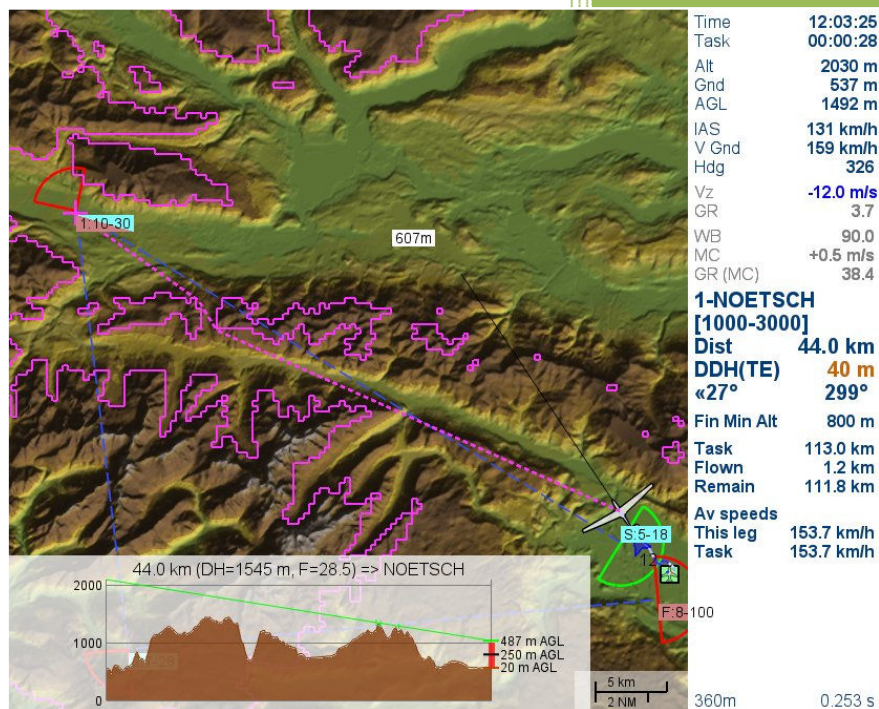 Time 12:03:25
Task 00:00:28
Alt 2030 m
Gnd 537 m
AGL 1492 m
IAS 131 km/h
V Gnd 159 km/h
Hdg 326
Vz -12.0 m/s
GR 3.7
WB 90.0
MC +0.5 m/s
GR (MC) 38.4
1-NOETSCH
[1000-3000]
Dist 44.0 km
DDH(TE) 40 m
«27° 299°
Fin Min Alt 800 m
Task 113.0 km
Flown 1.2 km
Remain 111.8 km
Av speeds
This leg 153.7 km/h
Task 153.7 km/h
360m 0.253 s
1:10-30
607m
S:5-18
12
F:8-100
44.0 km (DH=1545 m, F=28.5) => NOETSCH
2000
1000
0
487 m AGL
250 m AGL
20 m AGL
5 km
2 NM